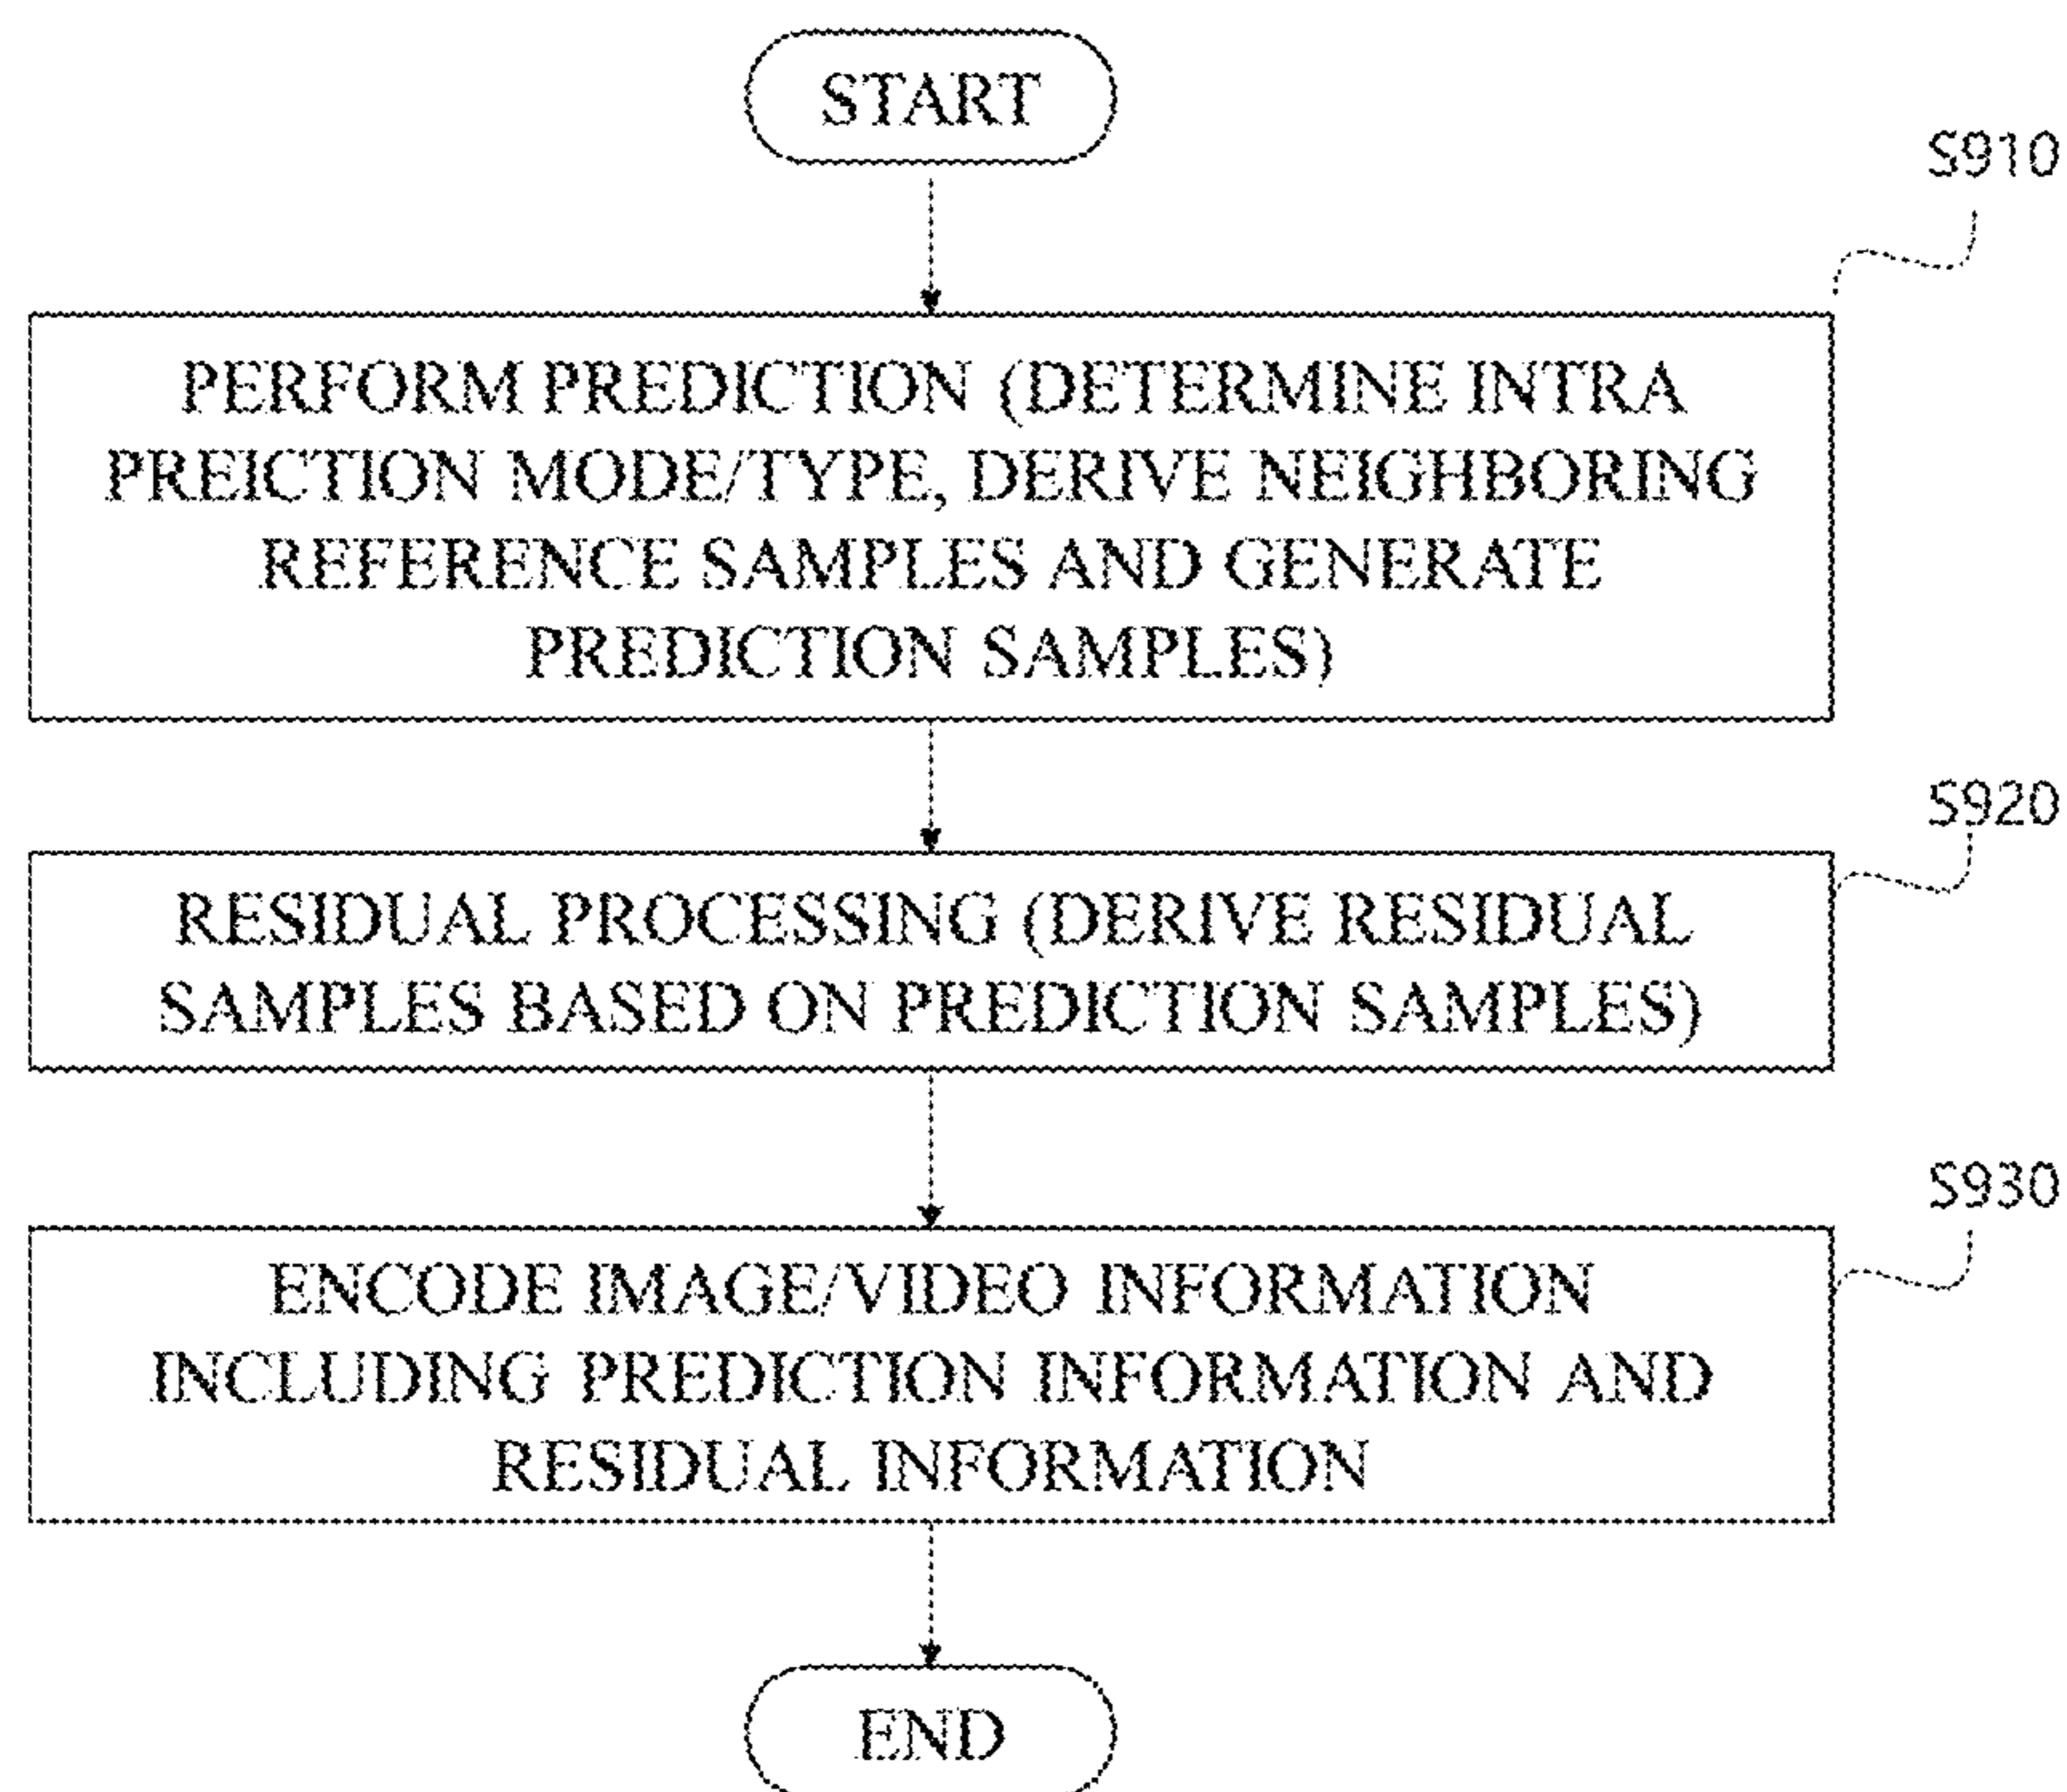 START
S910
PERFORM PREDICTION (DETERMINE INTRA
PREICTION MODE/TYPE, DERIVE NEIGHBORING
REFERENCE SAMPLES AND GENERATE
PREDICTION SAMPLES)
S920
RESIDUAL PROCESSING (DERIVE RESIDUAL
SAMPLES BASED ON PREDICTION SAMPLES)
S930
ENCODE IMAGE/VIDEO INFORMATION
INCLUDING PREDICTION INFORMATION AND
RESIDUAL INFORMATION
END